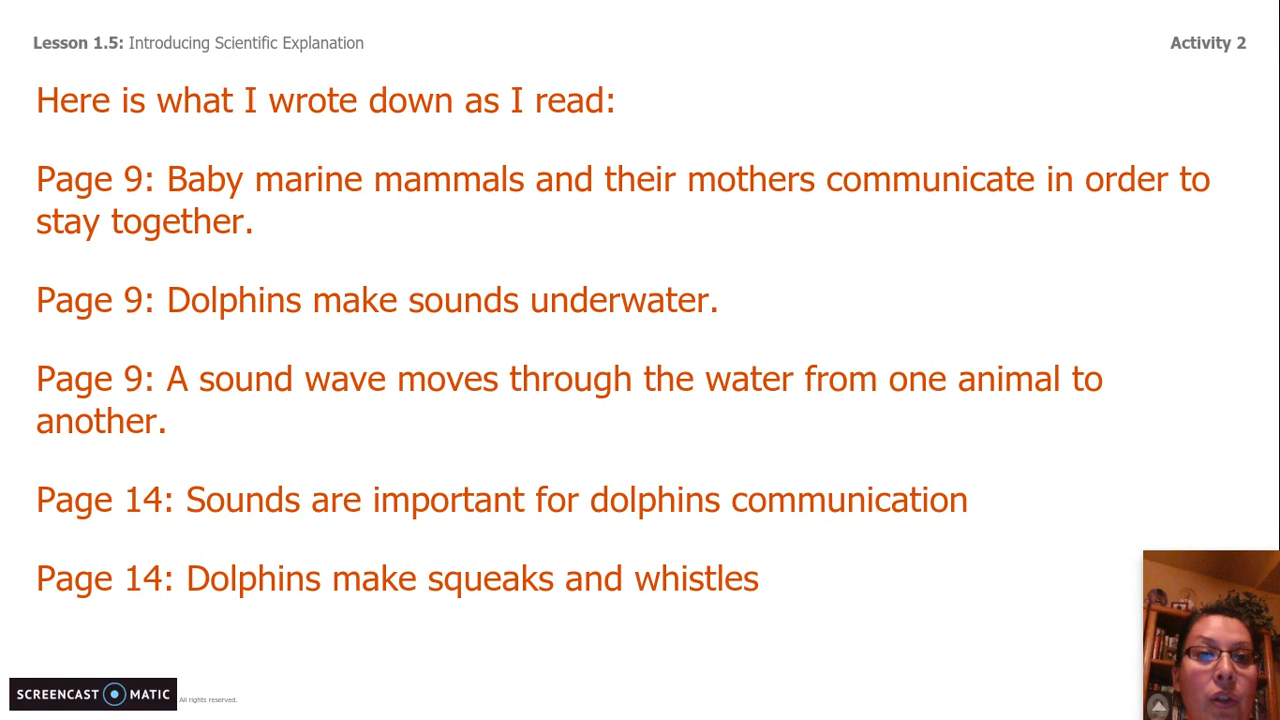 Lesson 1.5: Introducing Scientific Explanation
Activity 2
Here is what I wrote down as I read:
Page 9: Baby marine mammals and their mothers communicate in order to
stay together.
Page 9: Dolphins make sounds underwater.
Page 9: A sound wave moves through the water from one animal to
another.
Page 14: Sounds are important for dolphins communication
Page 14: Dolphins make squeaks and whistles
SCREENCAST MATIC
All rights reserved.